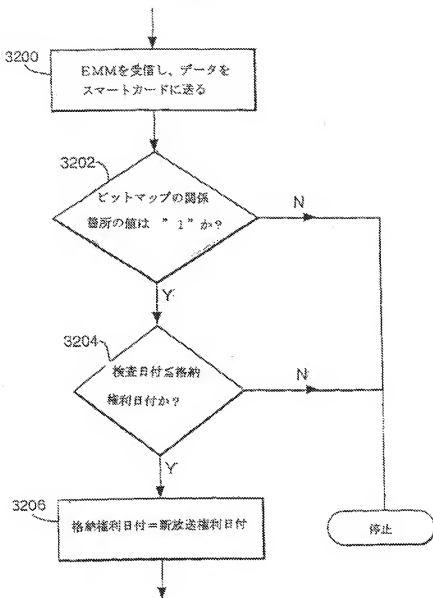 3200
EMMを受信し、データを
スマートカードに送る
3202
ビットマップの関係
箇所の値は "1"か?
N
Y
3204
検査日付≦格納
権利日付か?
N
Y
3206
格納権利日付=新放送権利日付
停止